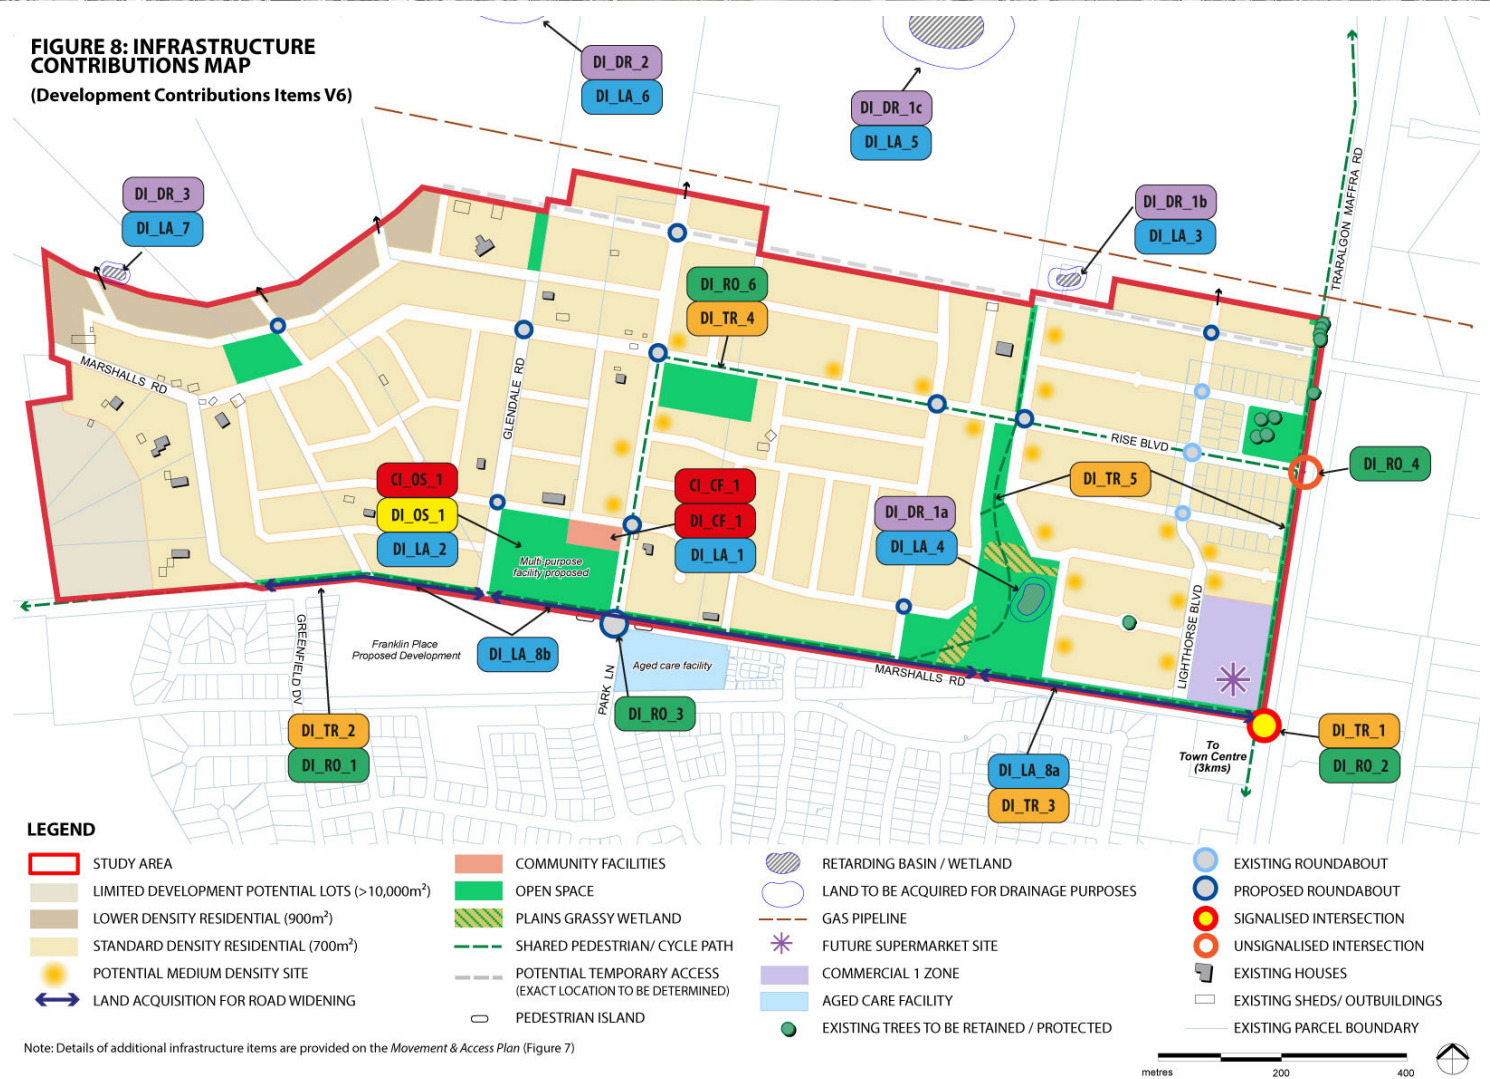 FIGURE 8: INFRASTRUCTURE
CONTRIBUTIONS MAP
(Development Contributions Items V6)
DI_DR_2
DI_LA_6
DI_DR_1c
DI_LA_5
DI_DR_3
DI_LA_7
DI_DR_1b
DI_LA_3
TRARALGON MAFFRA RD
DI_RO_6
DI_TR_4
MARSHALLS RD
GLENDALE RD
RISE BLVD
DI_RO_4
CI_OS_1
DI_OS_1
DI_LA_2
CI_CF_1
DI_CF_1
DI_LA_1
DI_TR_5
DI_DR_1a
DI_LA_4
Multi-purpose
facility proposed
LIGHTHORSE BLVD
GREENFIELD DV
Franklin Place
Proposed Development
DI_LA_8b
PARK LN
Aged care facility
MARSHALLS RD
DI_RO_3
DI_TR_2
DI_RO_1
DI_LA_8a
DI_TR_3
To
Town Centre
(3kms)
DI_TR_1
DI_RO_2
LEGEND
STUDY AREA
LIMITED DEVELOPMENT POTENTIAL LOTS (>10,000m²)
LOWER DENSITY RESIDENTIAL (900m²)
STANDARD DENSITY RESIDENTIAL (700m²)
POTENTIAL MEDIUM DENSITY SITE
LAND ACQUISITION FOR ROAD WIDENING
COMMUNITY FACILITIES
OPEN SPACE
PLAINS GRASSY WETLAND
SHARED PEDESTRIAN/ CYCLE PATH
POTENTIAL TEMPORARY ACCESS
(EXACT LOCATION TO BE DETERMINED)
PEDESTRIAN ISLAND
RETARDING BASIN / WETLAND
LAND TO BE ACQUIRED FOR DRAINAGE PURPOSES
GAS PIPELINE
FUTURE SUPERMARKET SITE
COMMERCIAL 1 ZONE
AGED CARE FACILITY
EXISTING TREES TO BE RETAINED / PROTECTED
EXISTING ROUNDABOUT
PROPOSED ROUNDABOUT
SIGNALISED INTERSECTION
UNSIGNALISED INTERSECTION
EXISTING HOUSES
EXISTING SHEDS/ OUTBUILDINGS
EXISTING PARCEL BOUNDARY
Note: Details of additional infrastructure items are provided on the Movement & Access Plan (Figure 7)
metres 200 400